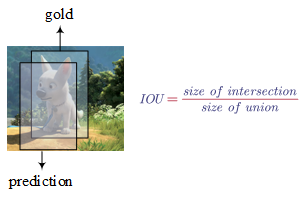 gold
IOU = size of intersection / size of union
prediction